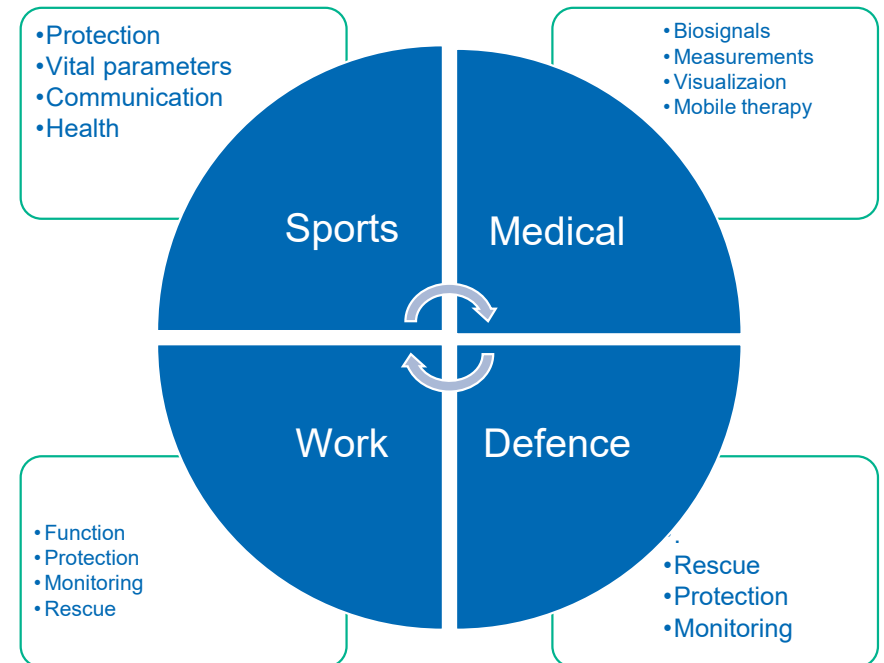 •Protection
•Vital parameters
•Communication
•Health
•Biosignals
•Measurements
•Visualizaion
•Mobile therapy
Sports
Medical
Work
Defence
•Function
•Protection
•Monitoring
•Rescue
•.
•Rescue
•Protection
•Monitoring